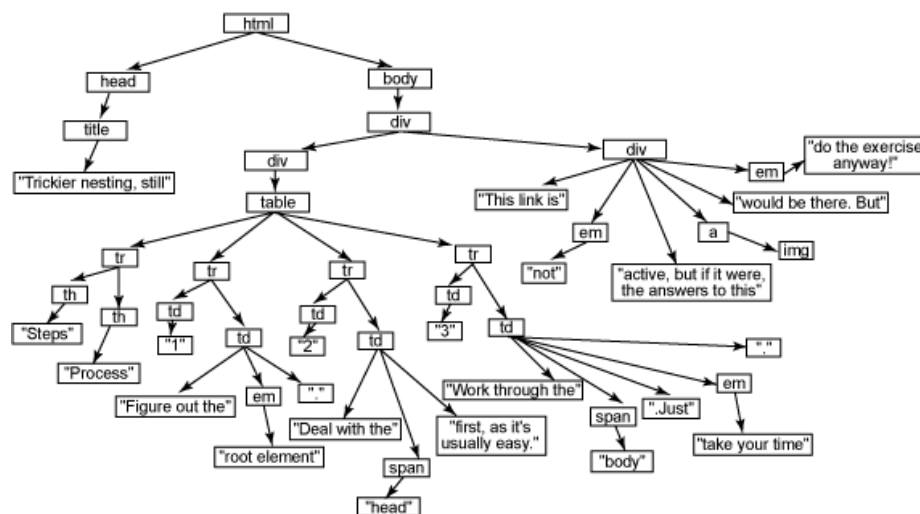 html
head
body
title
div
"Trickier nesting, still"
div
div
em
"do the exercise
anyway!"
table
"This link is"
"would be there. But"
em
a
img
"not"
"active, but if it were,
the answers to this"
tr
tr
tr
tr
th
th
td
td
td
td
td
td
"Steps"
"Process"
"1"
"2"
"3"
"."
"Figure out the"
em
"."
"root element"
"Deal with the"
"first, as it's
usually easy."
span
"head"
"Work through the"
span
".Just"
em
"body"
"take your time"